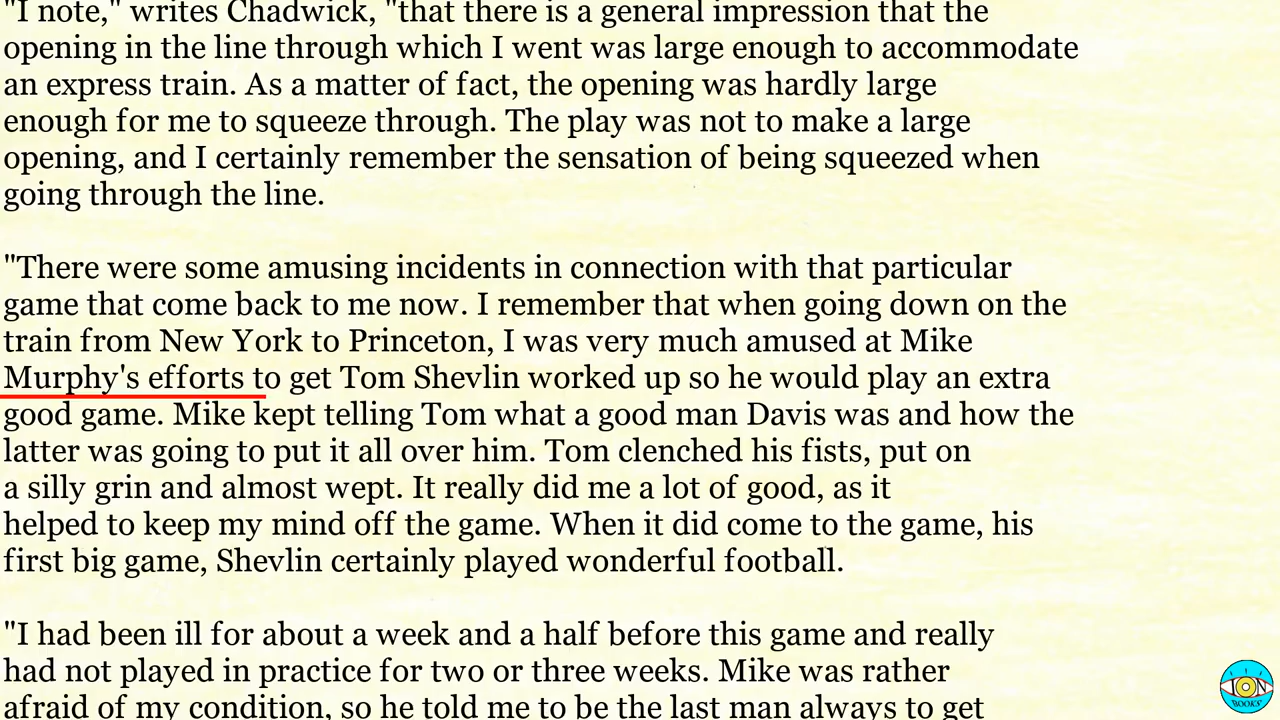 "I note," writes Chadwick, "that there is a general impression that the
opening in the line through which I went was large enough to accommodate
an express train. As a matter of fact, the opening was hardly large
enough for me to squeeze through. The play was not to make a large
opening, and I certainly remember the sensation of being squeezed when
going through the line.
"There were some amusing incidents in connection with that particular
game that come back to me now. I remember that when going down on the
train from New York to Princeton, I was very much amused at Mike
Murphy's efforts to get Tom Shevlin worked up so he would play an extra
good game. Mike kept telling Tom what a good man Davis was and how the
latter was going to put it all over him. Tom clenched his fists, put on
a silly grin and almost wept. It really did me a lot of good, as it
helped to keep my mind off the game. When it did come to the game, his
first big game, Shevlin certainly played wonderful football.
"I had been ill for about a week and a half before this game and really
had not played in practice for two or three weeks. Mike was rather
afraid of my condition, so he told me to be the last man always to get
ION
BOOKS